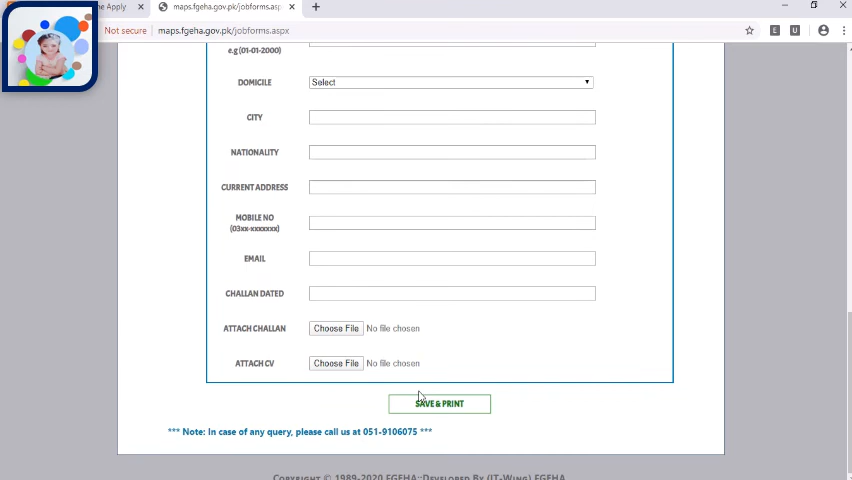 ne Apply
maps.fgeha.gov.pk/jobforms.asp
Not secure
maps.fgeha.gov.pk/jobforms.aspx
E
U
e.g (01-01-2000)
DOMICILE
Select
CITY
NATIONALITY
CURRENT ADDRESS
MOBILE NO
(03xx-xxxxxxx)
EMAIL
CHALLAN DATED
ATTACH CHALLAN
Choose File
No file chosen
ATTACH CV
Choose File
No file chosen
SAVE & PRINT
*** Note: In case of any query, please call us at 051-9106075 ***
Copyright © 1989-2020 FGEHA::Developed By (IT-Wing) FGEHA